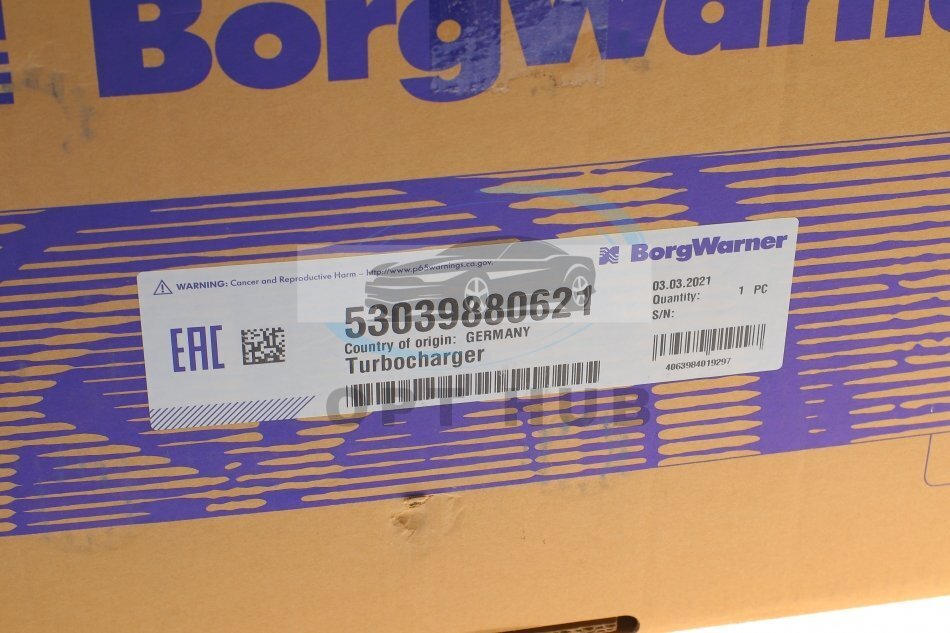 BorgWarner
BorgWarner
WARNING: Cancer and Reproductive Harm – http://www.p65warnings.ca.gov.
53039880621
03.03.2021
Quantity: 1 PC
S/N:
EAC
Country of origin: GERMANY
Turbocharger
4063984019297
OPT HUB